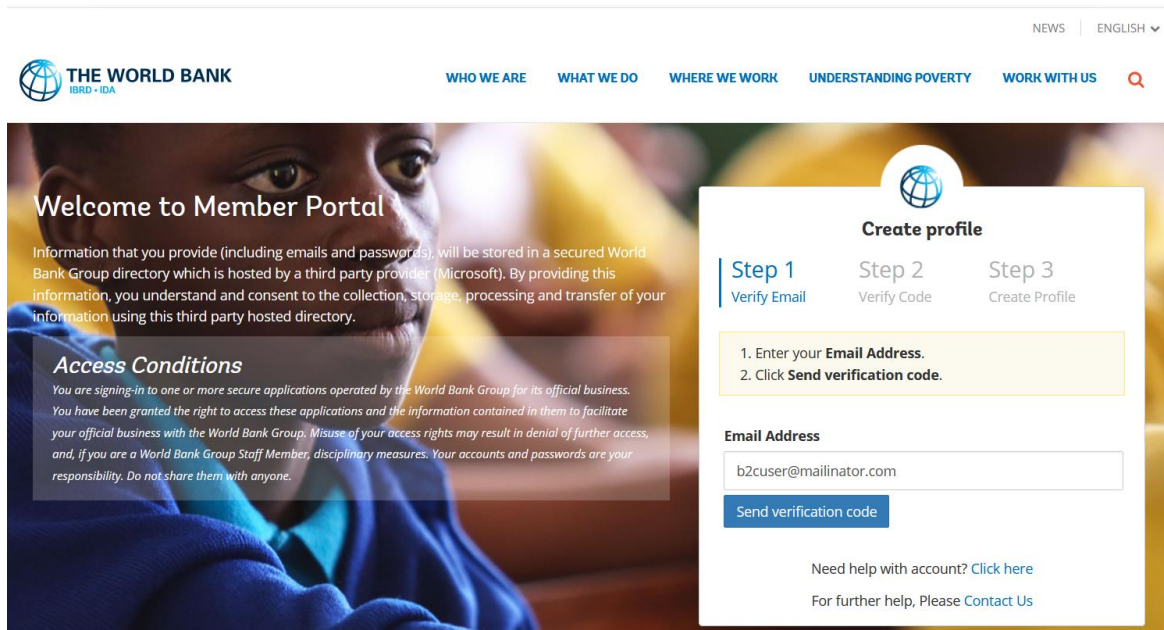 NEWS
ENGLISH
THE WORLD BANK
IBRD • IDA
WHO WE ARE
WHAT WE DO
WHERE WE WORK
UNDERSTANDING POVERTY
WORK WITH US
Welcome to Member Portal
Information that you provide (including emails and passwords), will be stored in a secured World
Bank Group directory which is hosted by a third party provider (Microsoft). By providing this
information, you understand and consent to the collection, storage, processing and transfer of your
information using this third party hosted directory.
Access Conditions
You are signing-in to one or more secure applications operated by the World Bank Group for its official business.
You have been granted the right to access these applications and the information contained in them to facilitate
your official business with the World Bank Group. Misuse of your access rights may result in denial of further access,
and, if you are a World Bank Group Staff Member, disciplinary measures. Your accounts and passwords are your
responsibility. Do not share them with anyone.
Create profile
Step 1
Verify Email
Step 2
Verify Code
Step 3
Create Profile
1. Enter your Email Address.
2. Click Send verification code.
Email Address
b2cuser@mailinator.com
Send verification code
Need help with account? Click here
For further help, Please Contact Us